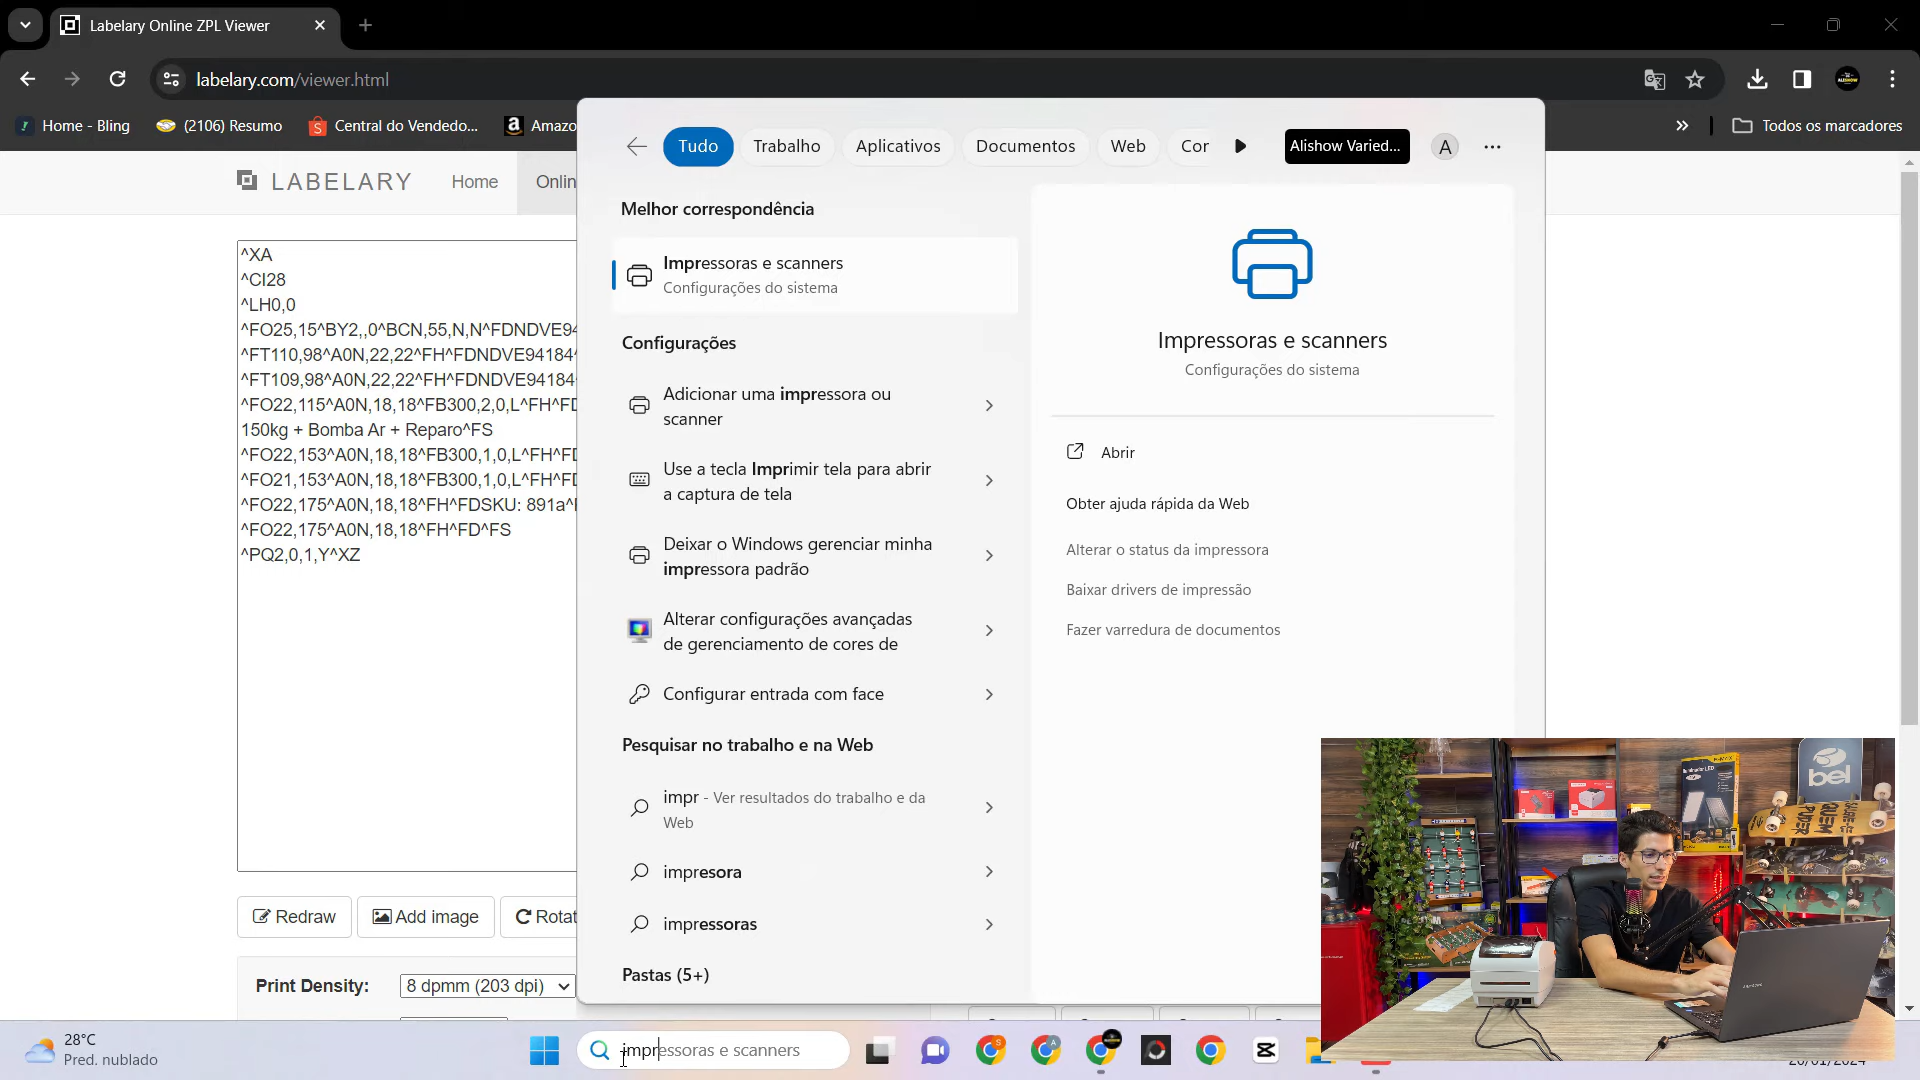 Labelary Online ZPL Viewer
labelary.com/viewer.html
Home - Bling
(2106) Resumo
Central do Vendedo...
Amazo
Todos os marcadores
LABELARY
Home
Onlin
^XA
^CI28
^LH0,0
^FO25,15^BY2,,0^BCN,55,N,N^FDNDVE94
^FT110,98^A0N,22,22^FH^FDNDVE94184^
^FT109,98^A0N,22,22^FH^FDNDVE94184
^FO22,115^A0N,18,18^FB300,2,0,L^FH^FD
150kg + Bomba Ar + Reparo^FS
^FO22,153^A0N,18,18^FB300,1,0,L^FH^FD
^FO21,153^A0N,18,18^FB300,1,0,L^FH^FD
^FO22,175^A0N,18,18^FH^FDSKU: 891a^
^FO22,175^A0N,18,18^FH^FD^FS
^PQ2,0,1,Y^XZ
Redraw
Add image
Rotat
Print Density:
8 dpmm (203 dpi)
Tudo
Trabalho
Aplicativos
Documentos
Web
Cor
Alishow Varied...
A
Melhor correspondência
Impressoras e scanners
Configurações do sistema
Configurações
Adicionar uma impressora ou
scanner
Use a tecla Imprimir tela para abrir
a captura de tela
Deixar o Windows gerenciar minha
impressora padrão
Alterar configurações avançadas
de gerenciamento de cores de
Configurar entrada com face
Pesquisar no trabalho e na Web
impr - Ver resultados do trabalho e da
Web
impresora
impressoras
Pastas (5+)
Impressoras e scanners
Configurações do sistema
Abrir
Obter ajuda rápida da Web
Alterar o status da impressora
Baixar drivers de impressão
Fazer varredura de documentos
bel
28°C
Pred. nublado
impressoras e scanners